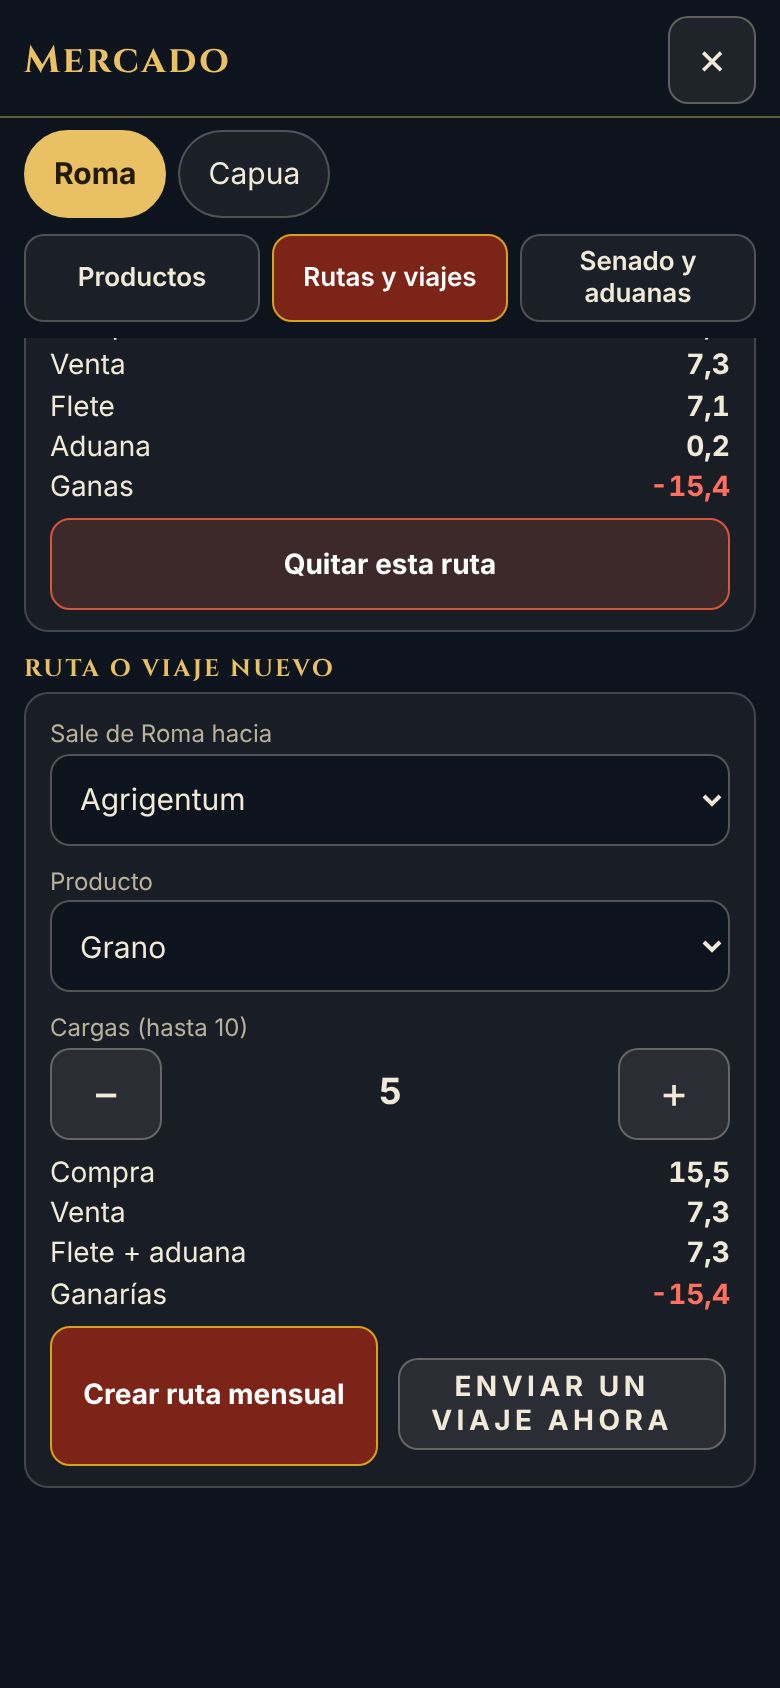 Mercado
×
Roma
Capua
Productos
Rutas y viajes
Senado y
aduanas
Venta 7,3
Flete 7,1
Aduana 0,2
Ganas -15,4
Quitar esta ruta
RUTA O VIAJE NUEVO
Sale de Roma hacia
Agrigentum
Producto
Grano
Cargas (hasta 10)
− 5 +
Compra 15,5
Venta 7,3
Flete + aduana 7,3
Ganarías -15,4
Crear ruta mensual
ENVIAR UN
VIAJE AHORA